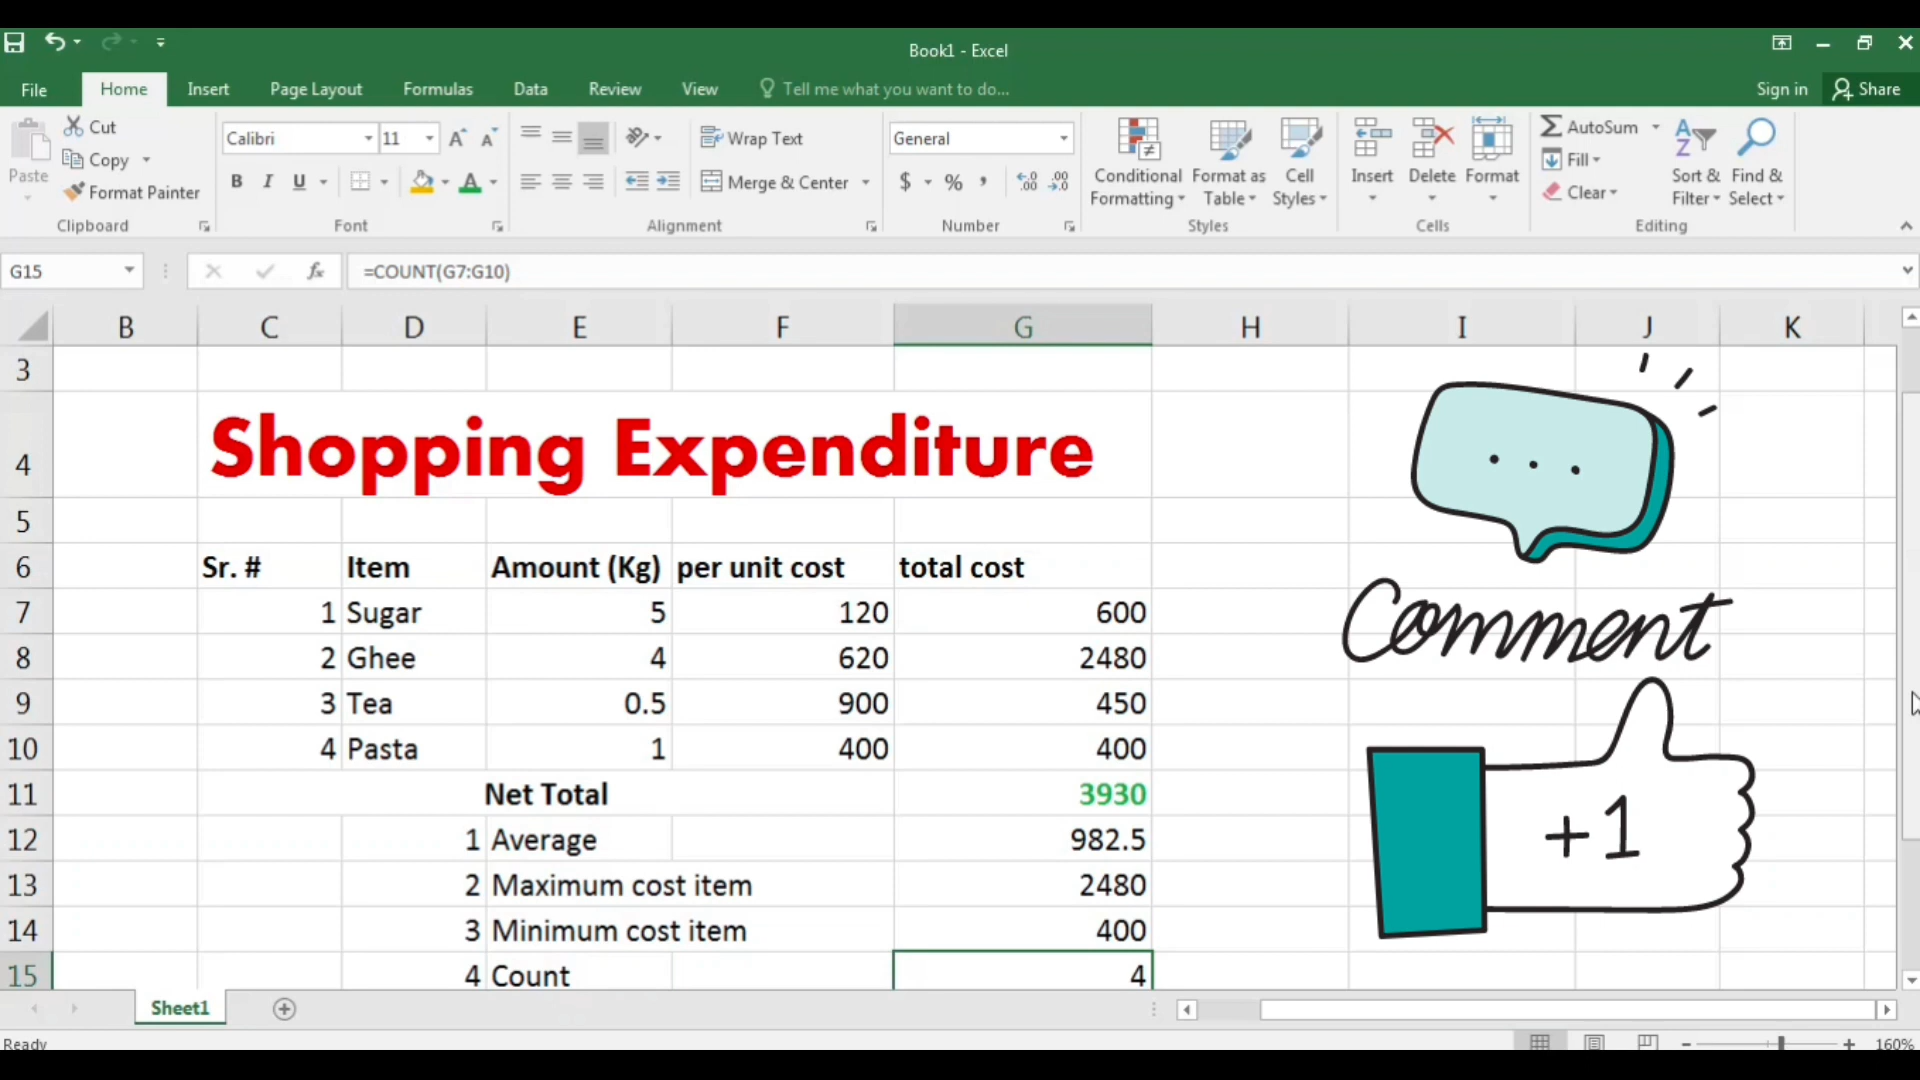 Book1 - Excel
File Home Insert Page Layout Formulas Data Review View Tell me what you want to do... Sign in Share
Paste Cut Copy Format Painter
Clipboard
Calibri 11
B I U A
Font
Wrap Text
Merge & Center
Alignment
General
$ % , .00 .0
Number
Conditional Formatting Format as Table Cell Styles
Styles
Insert Delete Format
Cells
AutoSum Fill Clear Sort & Filter Find & Select
Editing
G15 fx =COUNT(G7:G10)
B C D E F G H I J K
3
4 Shopping Expenditure
5
6 Sr. # Item Amount (Kg) per unit cost total cost
7 1 Sugar 5 120 600
8 2 Ghee 4 620 2480
9 3 Tea 0.5 900 450
10 4 Pasta 1 400 400
11 Net Total 3930
12 1 Average 982.5
13 2 Maximum cost item 2480
14 3 Minimum cost item 400
15 4 Count 4
Comment
+1
Sheet1
Ready 160%